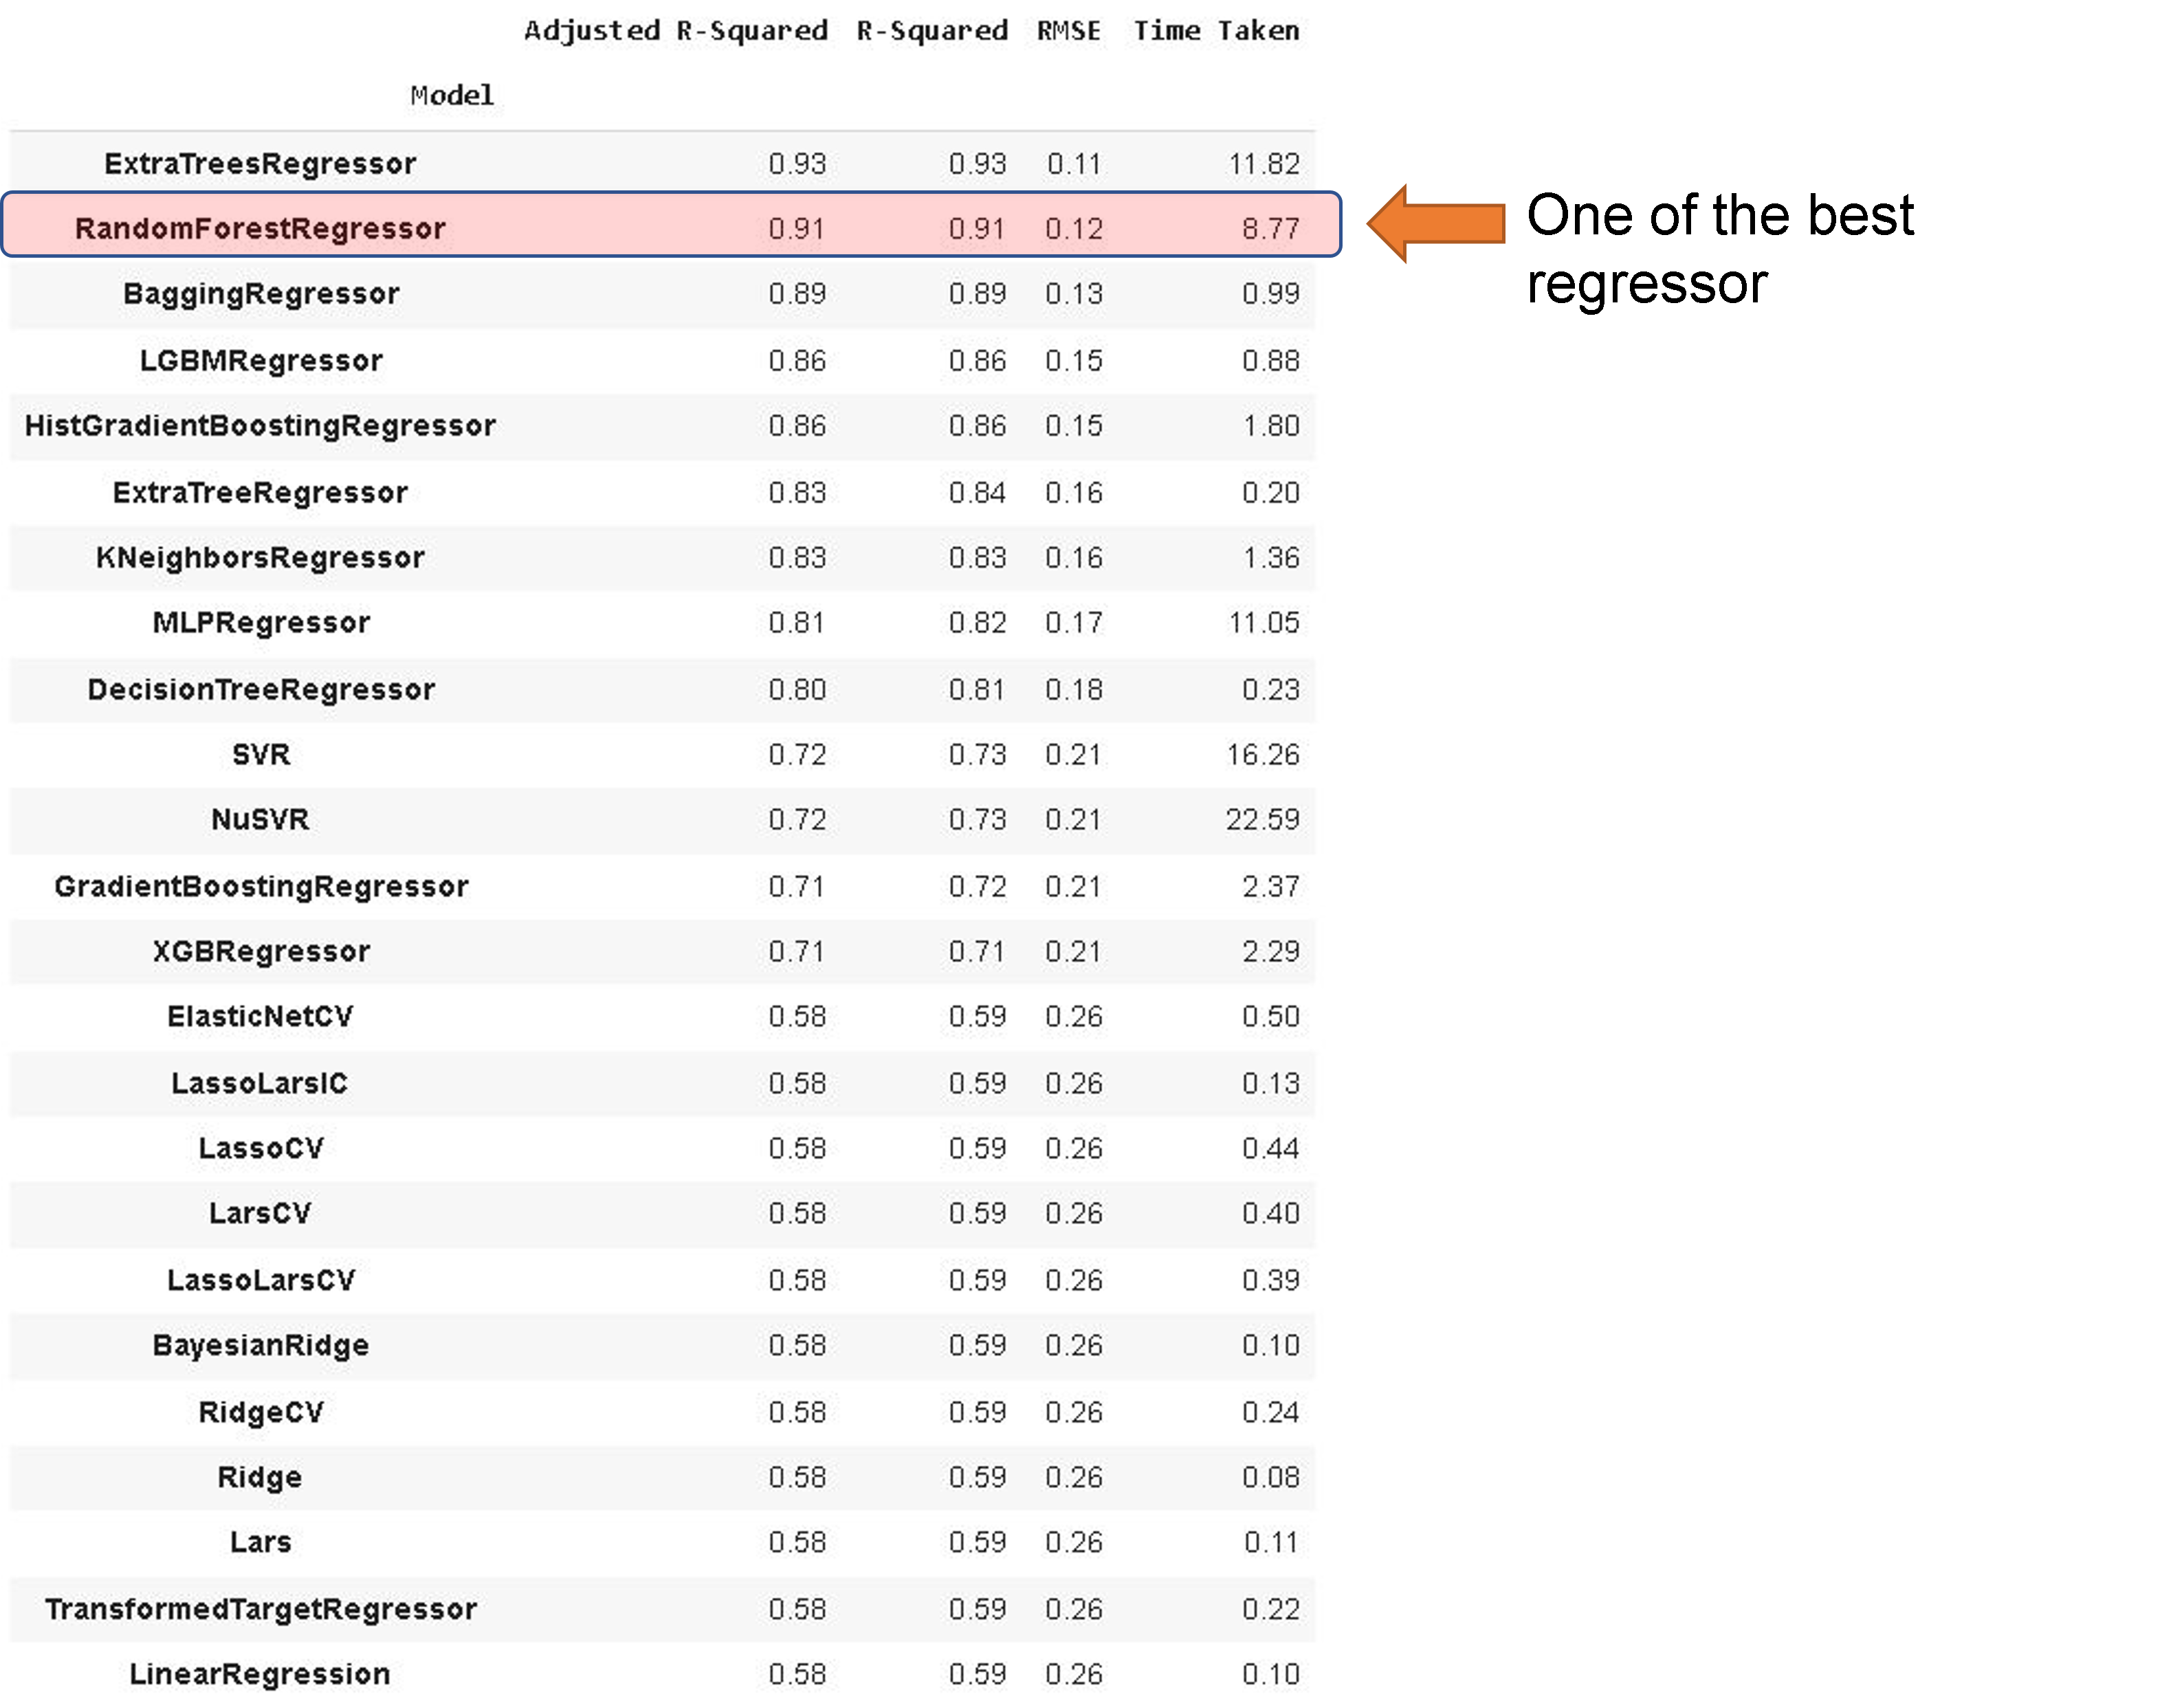 Adjusted R-Squared R-Squared RMSE Time Taken
Model
ExtraTreesRegressor 0.93 0.93 0.11 11.82
RandomForestRegressor 0.91 0.91 0.12 8.77
One of the best
regressor
BaggingRegressor 0.89 0.89 0.13 0.99
LGBMRegressor 0.86 0.86 0.15 0.88
HistGradientBoostingRegressor 0.86 0.86 0.15 1.80
ExtraTreeRegressor 0.83 0.84 0.16 0.20
KNeighborsRegressor 0.83 0.83 0.16 1.36
MLPRegressor 0.81 0.82 0.17 11.05
DecisionTreeRegressor 0.80 0.81 0.18 0.23
SVR 0.72 0.73 0.21 16.26
NuSVR 0.72 0.73 0.21 22.59
GradientBoostingRegressor 0.71 0.72 0.21 2.37
XGBRegressor 0.71 0.71 0.21 2.29
ElasticNetCV 0.58 0.59 0.26 0.50
LassoLarsIC 0.58 0.59 0.26 0.13
LassoCV 0.58 0.59 0.26 0.44
LarsCV 0.58 0.59 0.26 0.40
LassoLarsCV 0.58 0.59 0.26 0.39
BayesianRidge 0.58 0.59 0.26 0.10
RidgeCV 0.58 0.59 0.26 0.24
Ridge 0.58 0.59 0.26 0.08
Lars 0.58 0.59 0.26 0.11
TransformedTargetRegressor 0.58 0.59 0.26 0.22
LinearRegression 0.58 0.59 0.26 0.10